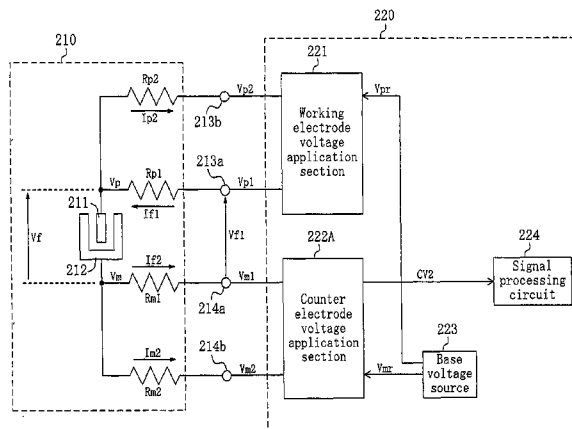 220
210
221
Rp2
Vp2
Vpr
Ip2
213b
Working
electrode
voltage
application
section
Rp1
213a
Vp
Vp1
211
If1
Vf
Vf1
222A
224
212
If2
Vm
Vm1
CV2
Signal
processing
circuit
Rm1
214a
Counter
electrode
voltage
application
section
214b
223
Im2
Vm2
Vmr
Base
voltage
source
Rm2